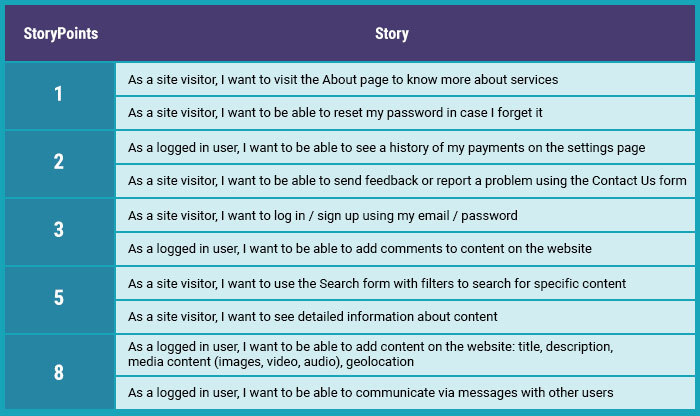 StoryPoints Story
1
As a site visitor, I want to visit the About page to know more about services
As a site visitor, I want to be able to reset my password in case I forget it
2
As a logged in user, I want to be able to see a history of my payments on the settings page
As a site visitor, I want to be able to send feedback or report a problem using the Contact Us form
3
As a site visitor, I want to log in / sign up using my email / password
As a logged in user, I want to be able to add comments to content on the website
5
As a site visitor, I want to use the Search form with filters to search for specific content
As a site visitor, I want to see detailed information about content
8
As a logged in user, I want to be able to add content on the website: title, description,
media content (images, video, audio), geolocation
As a logged in user, I want to be able to communicate via messages with other users